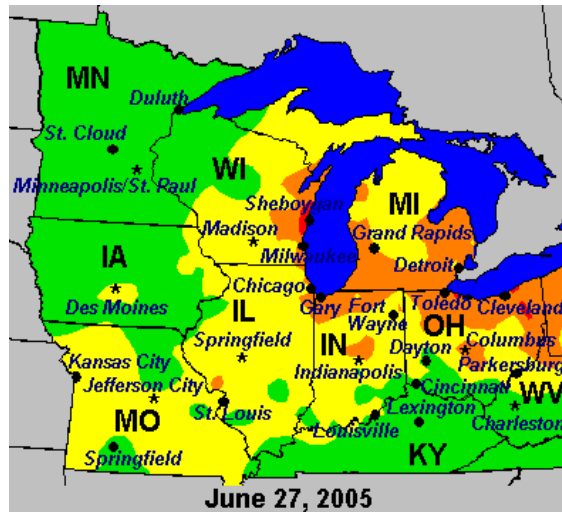 MN
Duluth
St. Cloud
WI
Minneapolis/St. Paul
Sheboygan
MI
Madison
Grand Rapids
Milwaukee
IA
Detroit
Chicago
Des Moines
IL
Gary
Fort
Wayne
Toledo
Cleveland
OH
Springfield
IN
Columbus
Dayton
Kansas City
Indianapolis
Parkersburg
Jefferson City
Cincinnati
WV
MO
St. Louis
Lexington
Louisville
Charleston
Springfield
KY
June 27, 2005